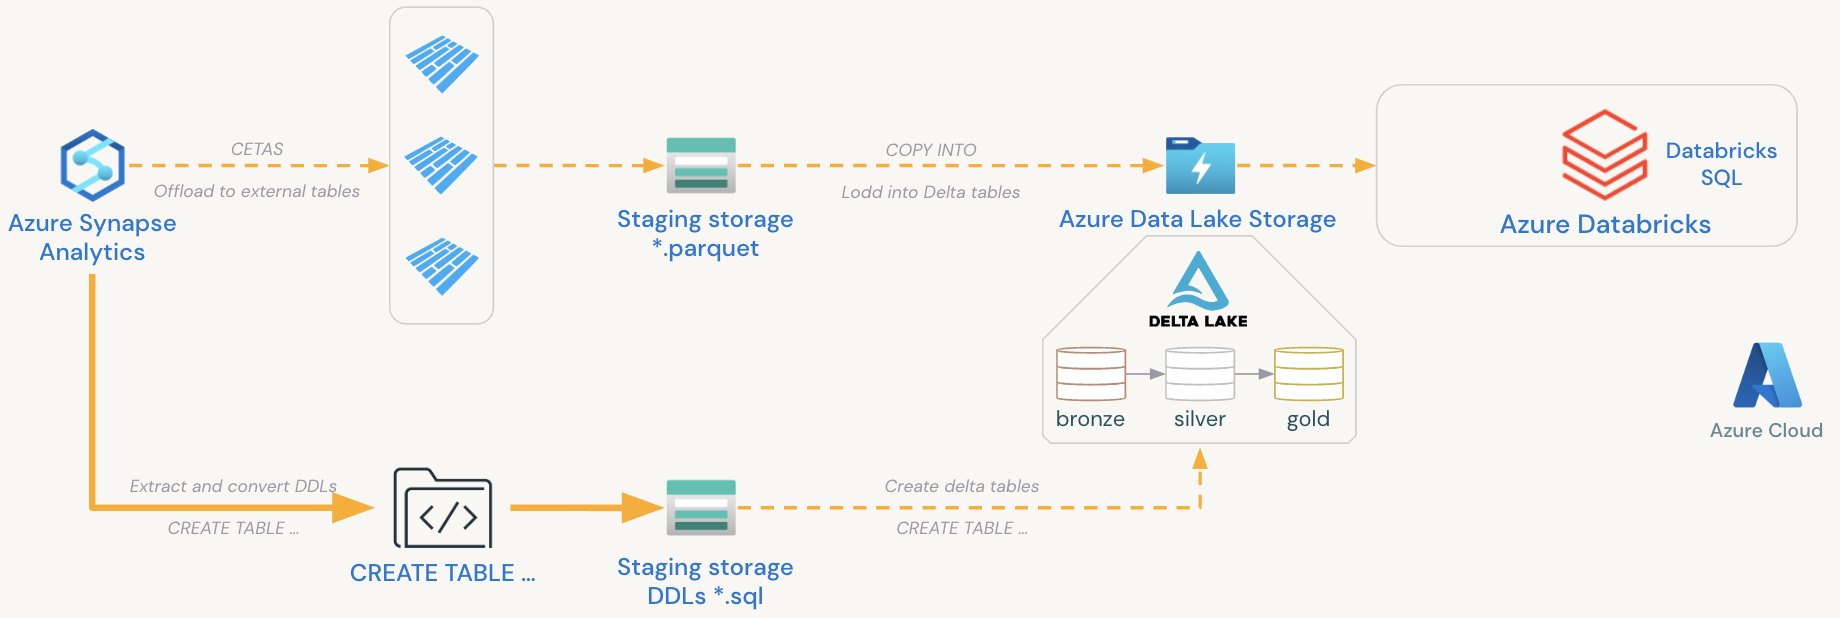 CETAS
Offload to external tables
Azure Synapse
Analytics
Staging storage
*.parquet
COPY INTO
Lodd into Delta tables
Azure Data Lake Storage
Databricks
SQL
Azure Databricks
DELTA LAKE
bronze
silver
gold
Azure Cloud
Extract and convert DDLs
CREATE TABLE ...
</>
CREATE TABLE ...
Staging storage
DDLs *.sql
Create delta tables
CREATE TABLE ...